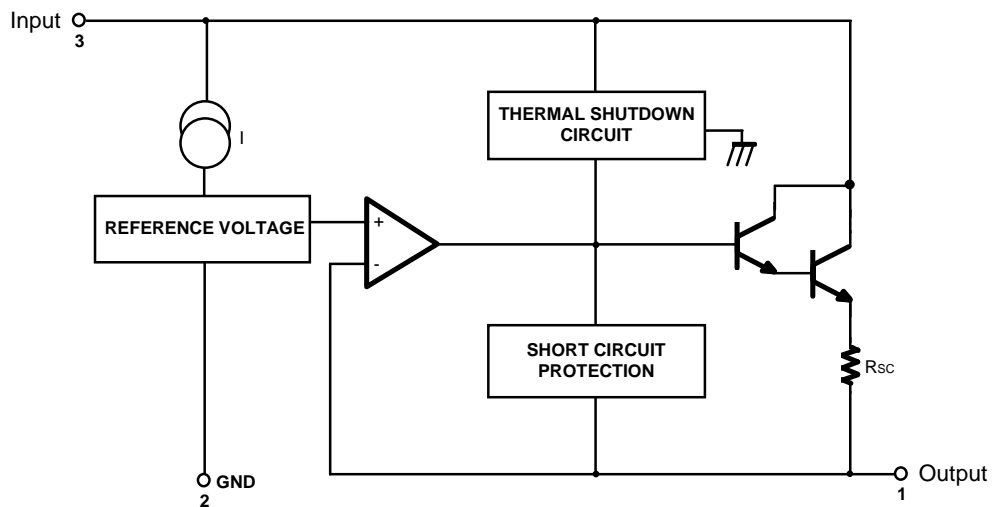 Input
3
THERMAL SHUTDOWN
CIRCUIT
I
REFERENCE VOLTAGE
+
-
SHORT CIRCUIT
PROTECTION
RSC
GND
2
Output
1